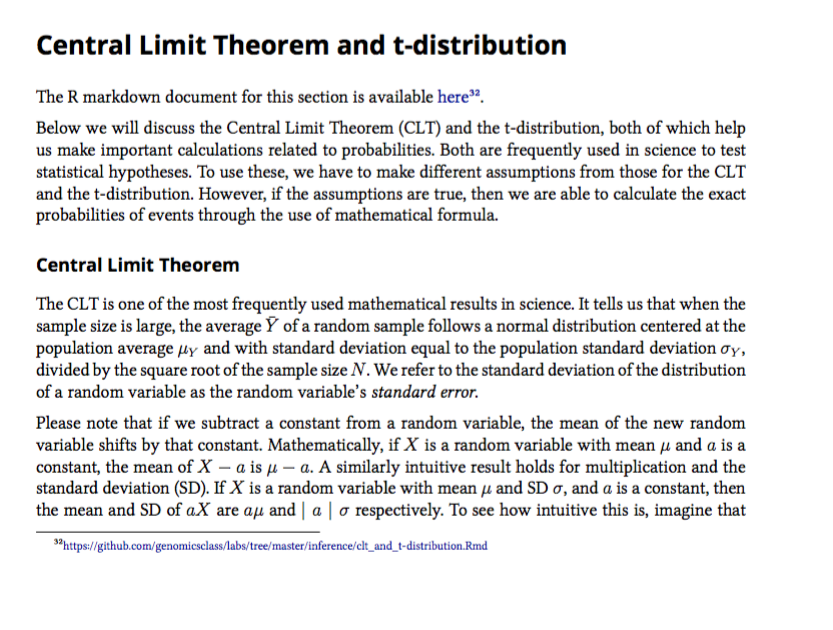 Central Limit Theorem and t-distribution
The R markdown document for this section is available here³².
Below we will discuss the Central Limit Theorem (CLT) and the t-distribution, both of which help
us make important calculations related to probabilities. Both are frequently used in science to test
statistical hypotheses. To use these, we have to make different assumptions from those for the CLT
and the t-distribution. However, if the assumptions are true, then we are able to calculate the exact
probabilities of events through the use of mathematical formula.
Central Limit Theorem
The CLT is one of the most frequently used mathematical results in science. It tells us that when the
sample size is large, the average Ȳ of a random sample follows a normal distribution centered at the
population average μ_Y and with standard deviation equal to the population standard deviation σ_Y,
divided by the square root of the sample size N. We refer to the standard deviation of the distribution
of a random variable as the random variable's standard error.
Please note that if we subtract a constant from a random variable, the mean of the new random
variable shifts by that constant. Mathematically, if X is a random variable with mean μ and a is a
constant, the mean of X − a is μ − a. A similarly intuitive result holds for multiplication and the
standard deviation (SD). If X is a random variable with mean μ and SD σ, and a is a constant, then
the mean and SD of aX are aμ and | a | σ respectively. To see how intuitive this is, imagine that
³²https://github.com/genomicsclass/labs/tree/master/inference/clt_and_t-distribution.Rmd